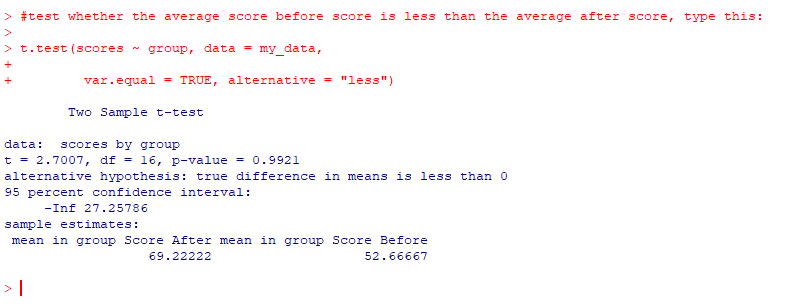 > #test whether the average score before score is less than the average after score, type this:
>
> t.test(scores ~ group, data = my_data,
+
+         var.equal = TRUE, alternative = "less")
        Two Sample t-test
data:  scores by group
t = 2.7007, df = 16, p-value = 0.9921
alternative hypothesis: true difference in means is less than 0
95 percent confidence interval:
     -Inf 27.25786
sample estimates:
 mean in group Score After mean in group Score Before
                  69.22222                   52.66667
>